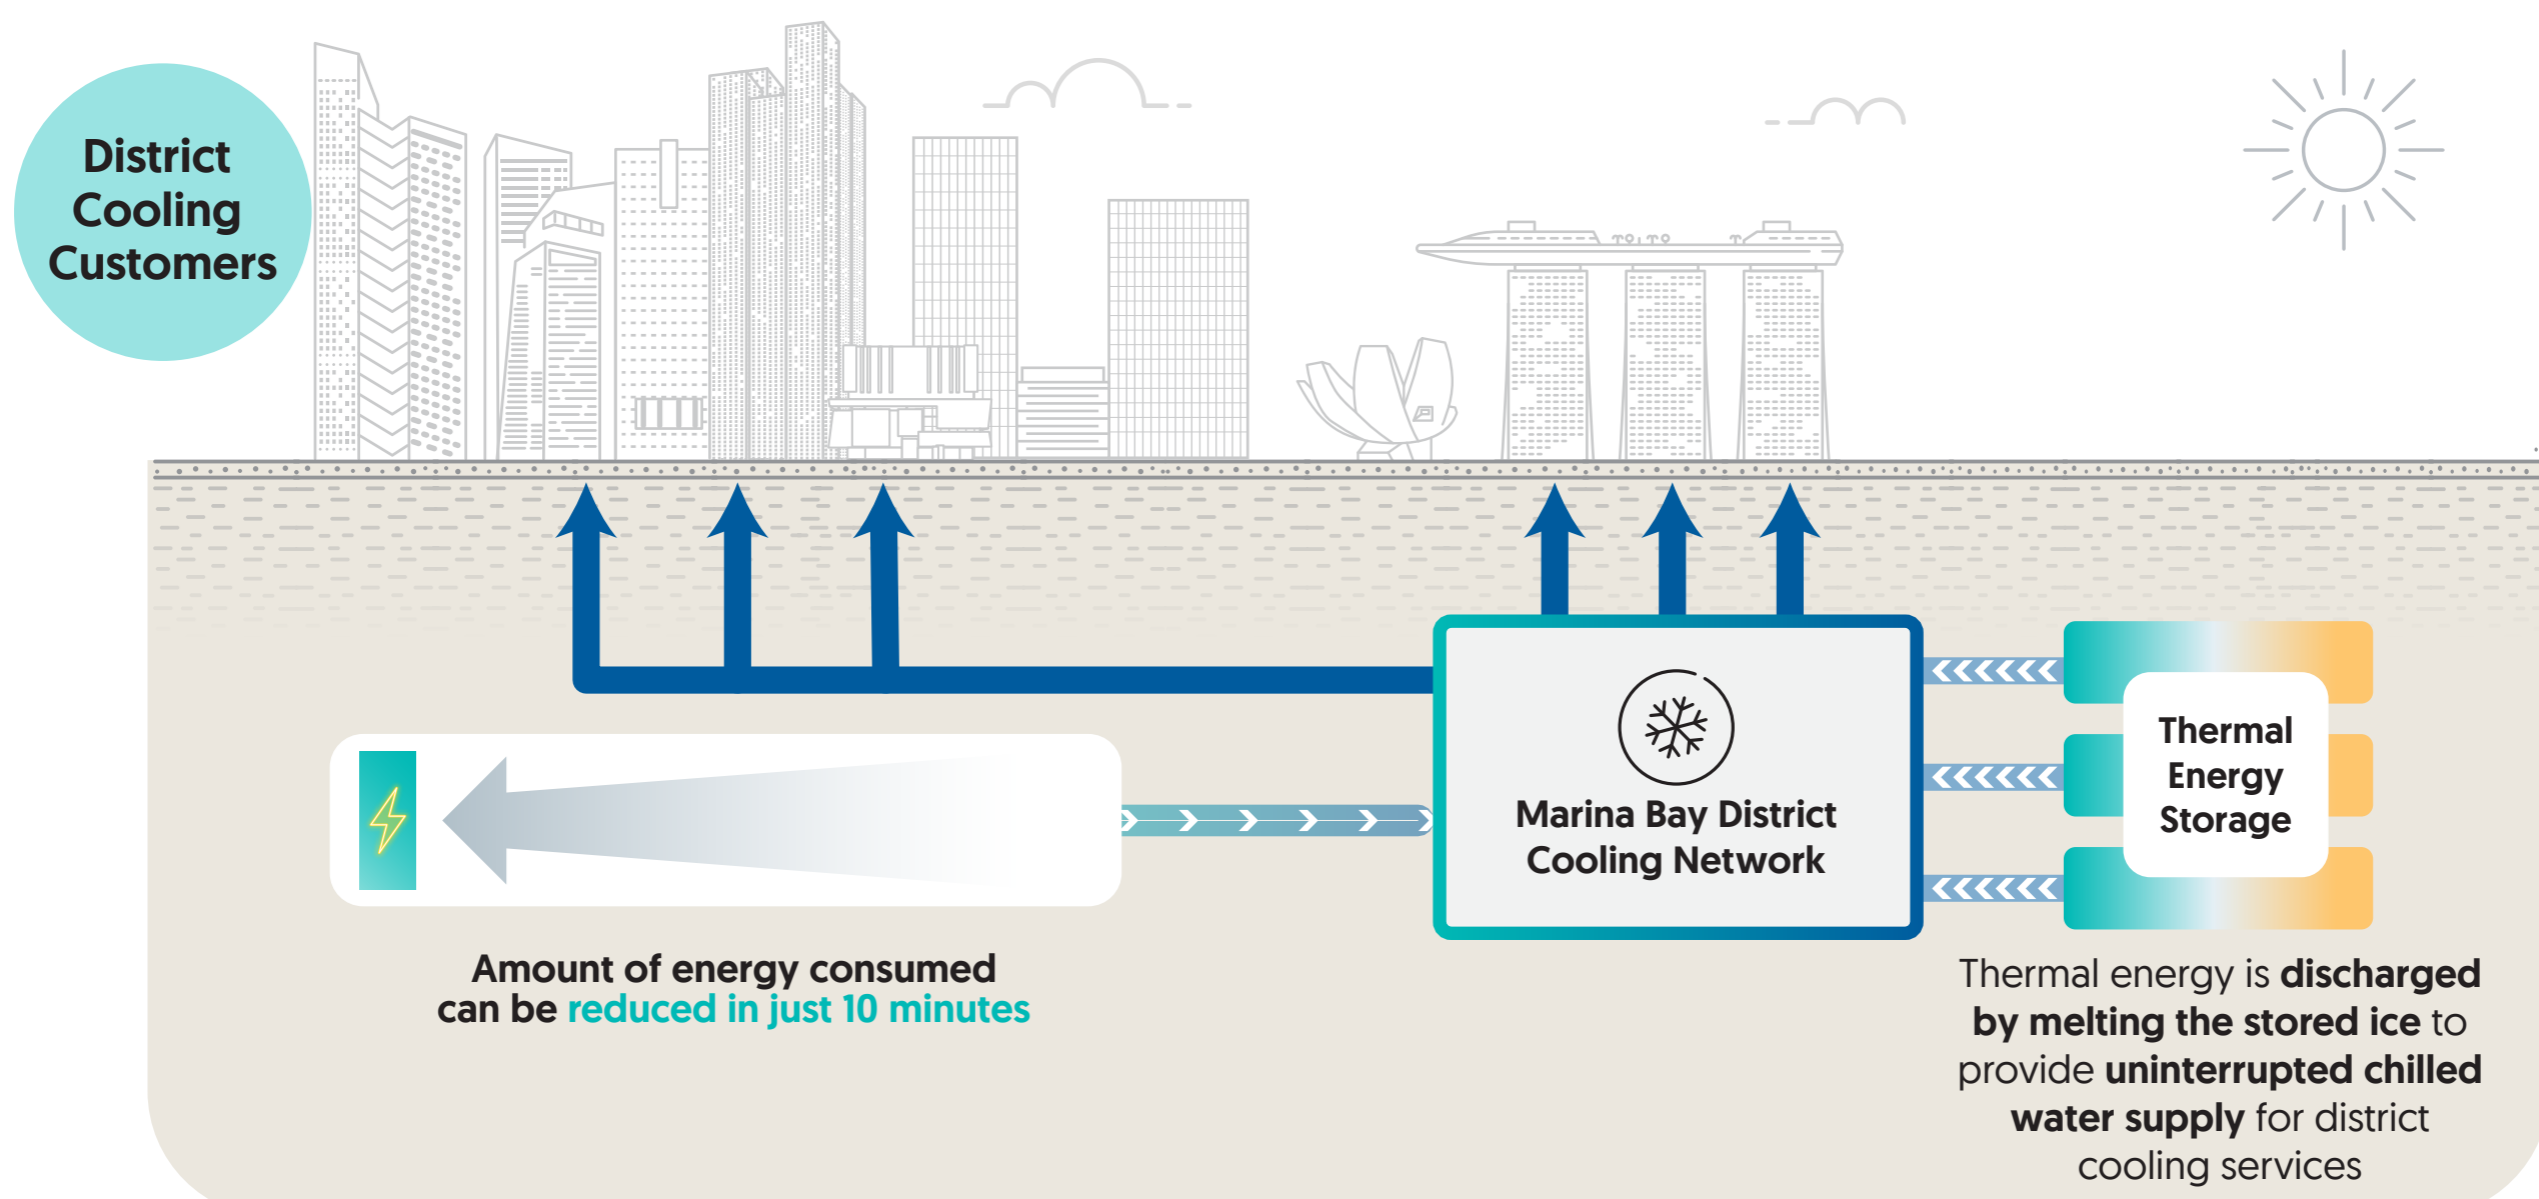 District
Cooling
Customers
Marina Bay District
Cooling Network
Thermal
Energy
Storage
Amount of energy consumed
can be reduced in just 10 minutes
Thermal energy is discharged
by melting the stored ice to
provide uninterrupted chilled
water supply for district
cooling services